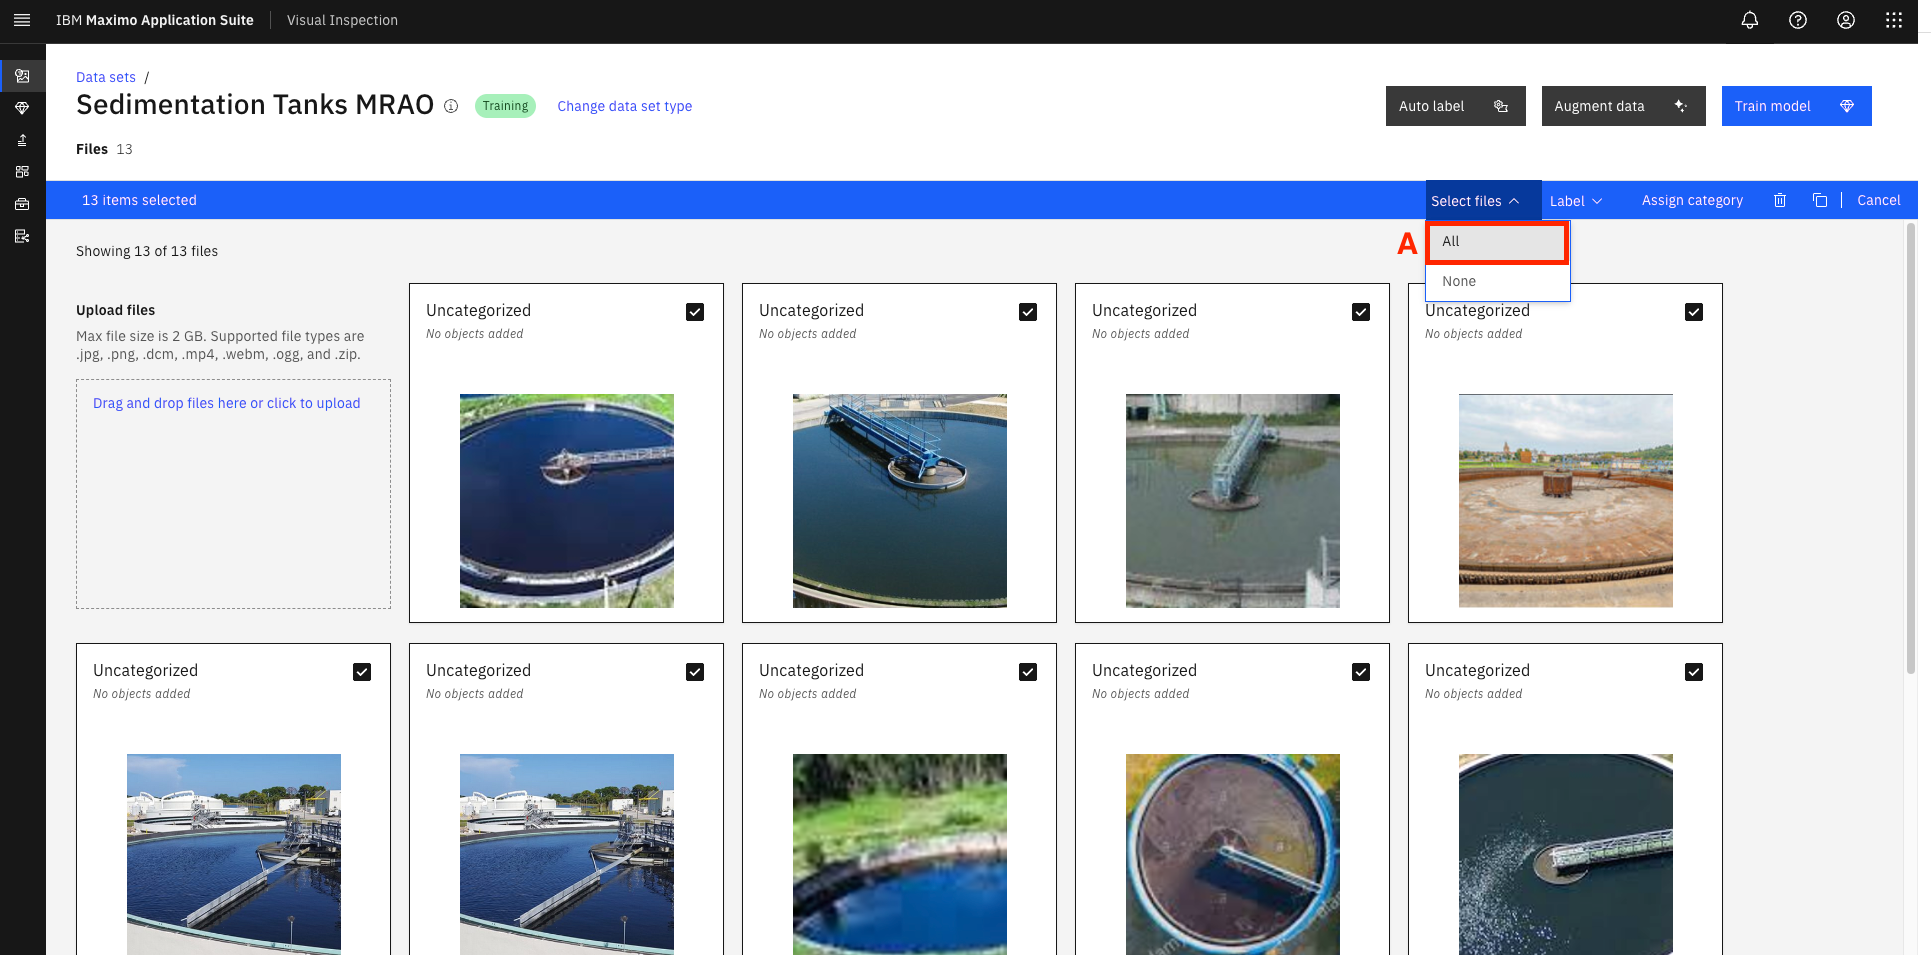 IBM Maximo Application Suite Visual Inspection
Data sets /
Sedimentation Tanks MRAO Training Change data set type
Auto label Augment data Train model
Files 13
13 items selected
Select files Label Assign category Cancel
A All
None
Showing 13 of 13 files
Upload files
Max file size is 2 GB. Supported file types are
.jpg, .png, .dcm, .mp4, .webm, .ogg, and .zip.
Drag and drop files here or click to upload
Uncategorized
No objects added
Uncategorized
No objects added
Uncategorized
No objects added
Uncategorized
No objects added
Uncategorized
No objects added
Uncategorized
No objects added
Uncategorized
No objects added
Uncategorized
No objects added
Uncategorized
No objects added